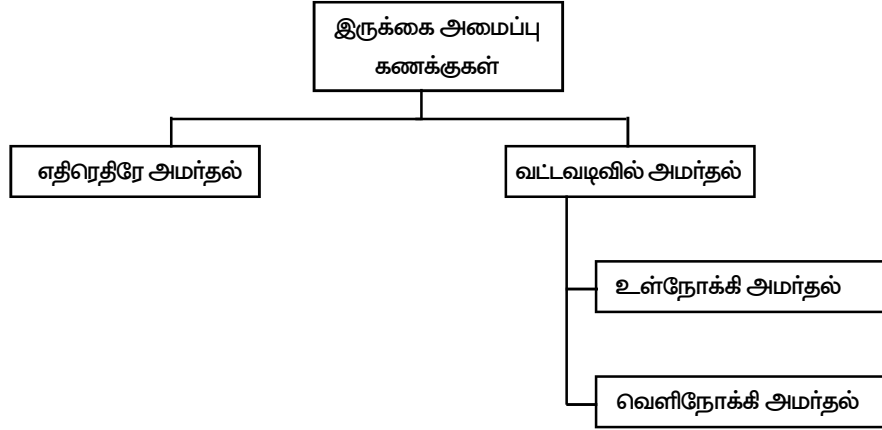 இருக்கை அமைப்பு
கணக்குகள்
எதிரெதிரே அமர்தல்
வட்டவடிவில் அமர்தல்
உள்நோக்கி அமர்தல்
வெளிநோக்கி அமர்தல்